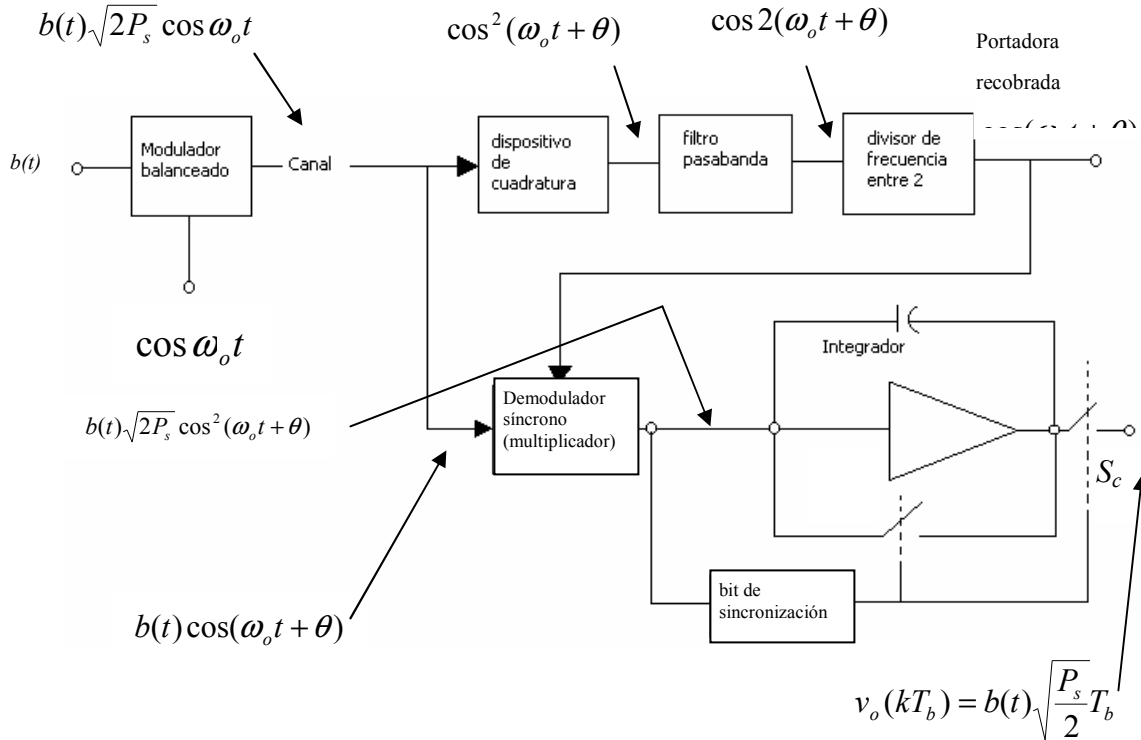 b(t)√(2P_s) cos ω_o t
cos²(ω_o t + θ)
cos 2(ω_o t + θ)
Portadora
recobrada
b(t)
Modulador
balanceado
Canal
dispositivo
de
cuadratura
filtro
pasabanda
divisor de
frecuencia
entre 2
cos ω_o t
Integrador
b(t)√(2P_s) cos²(ω_o t + θ)
Demodulador
síncrono
(multiplicador)
S_c
bit de
sincronización
b(t) cos(ω_o t + θ)
v_o(kT_b) = b(t)√(P_s/2) T_b